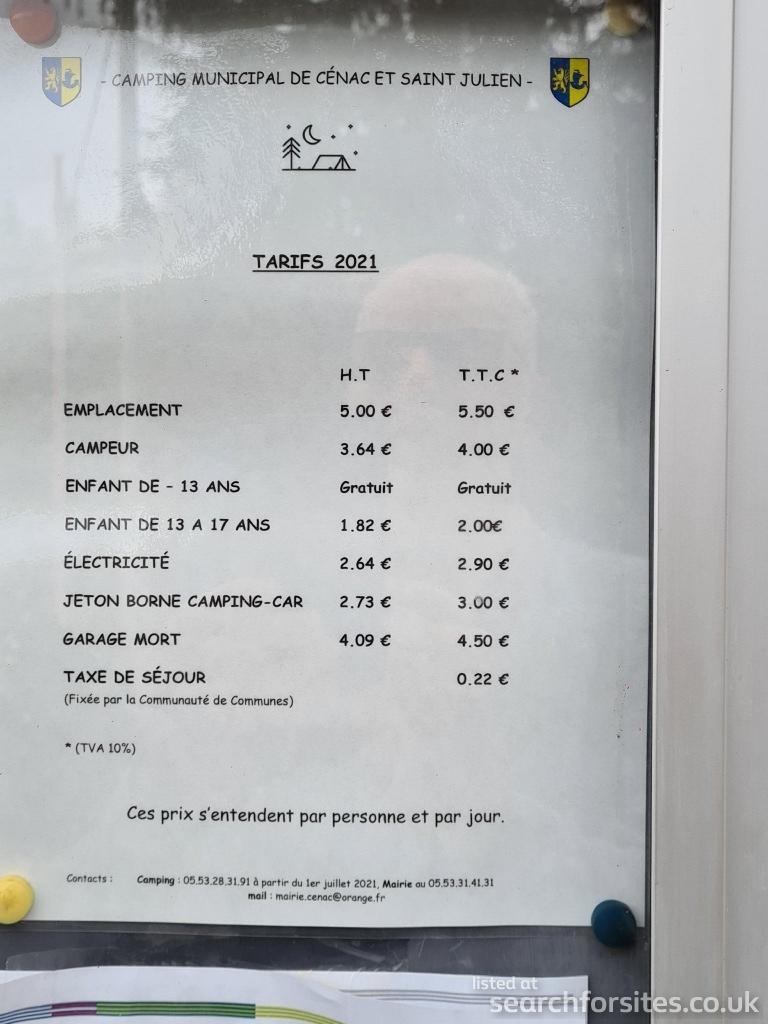 - CAMPING MUNICIPAL DE CÉNAC ET SAINT JULIEN -
TARIFS 2021
H.T T.T.C *
EMPLACEMENT 5.00 € 5.50 €
CAMPEUR 3.64 € 4.00 €
ENFANT DE - 13 ANS Gratuit Gratuit
ENFANT DE 13 A 17 ANS 1.82 € 2.00€
ÉLECTRICITÉ 2.64 € 2.90 €
JETON BORNE CAMPING-CAR 2.73 € 3.00 €
GARAGE MORT 4.09 € 4.50 €
TAXE DE SÉJOUR 0.22 €
(Fixée par la Communauté de Communes)
* (TVA 10%)
Ces prix s'entendent par personne et par jour.
Contacts : Camping : 05.53.28.31.91 à partir du 1er juillet 2021, Mairie au 05.53.31.41.31
mail : mairie.cenac@orange.fr
listed at
searchforsites.co.uk